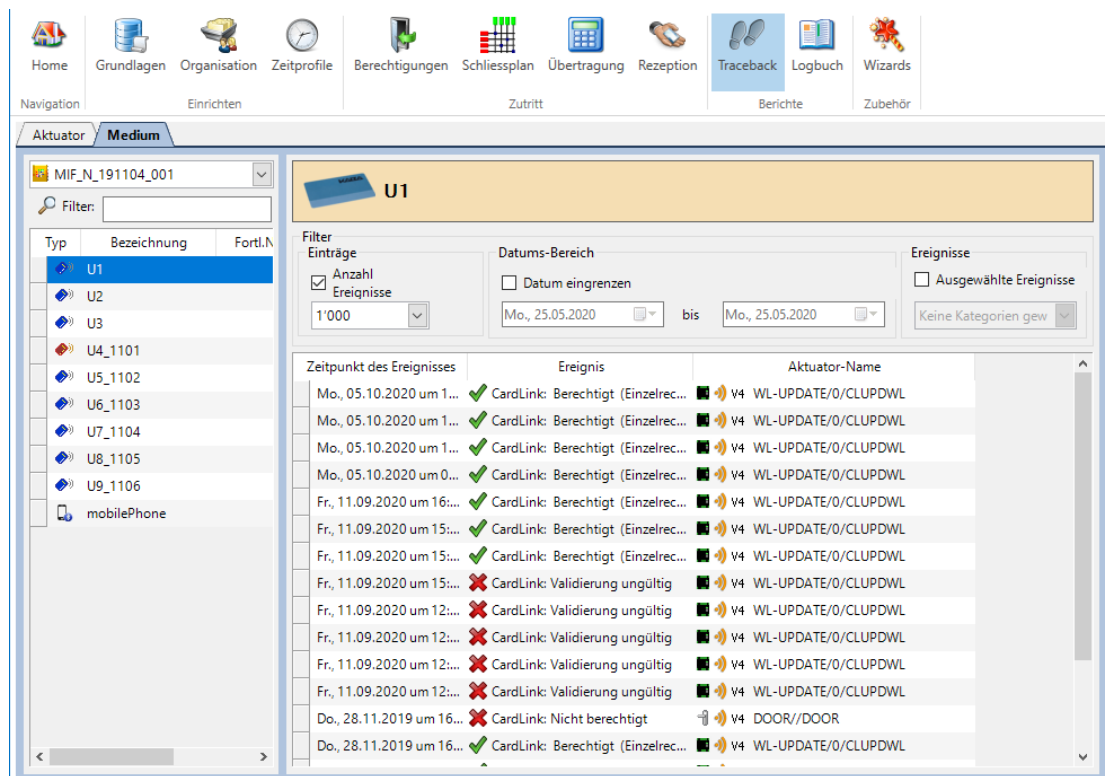 Home Grundlagen Organisation Zeitprofile Berechtigungen Schliessplan Übertragung Rezeption Traceback Logbuch Wizards
Navigation Einrichten Zutritt Berichte Zubehör
Aktuator Medium
MIF_N_191104_001
Filter:
Typ Bezeichnung Fortl.N
U1
U2
U3
U4_1101
U5_1102
U6_1103
U7_1104
U8_1105
U9_1106
mobilePhone
U1
Filter
Einträge
Anzahl
Ereignisse
1'000
Datums-Bereich
Datum eingrenzen
Mo., 25.05.2020 bis Mo., 25.05.2020
Ereignisse
Ausgewählte Ereignisse
Keine Kategorien gew
Zeitpunkt des Ereignisses Ereignis Aktuator-Name
Mo., 05.10.2020 um 1... CardLink: Berechtigt (Einzelrec... V4 WL-UPDATE/0/CLUPDWL
Mo., 05.10.2020 um 1... CardLink: Berechtigt (Einzelrec... V4 WL-UPDATE/0/CLUPDWL
Mo., 05.10.2020 um 1... CardLink: Berechtigt (Einzelrec... V4 WL-UPDATE/0/CLUPDWL
Mo., 05.10.2020 um 0... CardLink: Berechtigt (Einzelrec... V4 WL-UPDATE/0/CLUPDWL
Fr., 11.09.2020 um 16:... CardLink: Berechtigt (Einzelrec... V4 WL-UPDATE/0/CLUPDWL
Fr., 11.09.2020 um 15:... CardLink: Berechtigt (Einzelrec... V4 WL-UPDATE/0/CLUPDWL
Fr., 11.09.2020 um 15:... CardLink: Berechtigt (Einzelrec... V4 WL-UPDATE/0/CLUPDWL
Fr., 11.09.2020 um 15:... CardLink: Validierung ungültig V4 WL-UPDATE/0/CLUPDWL
Fr., 11.09.2020 um 12:... CardLink: Validierung ungültig V4 WL-UPDATE/0/CLUPDWL
Fr., 11.09.2020 um 12:... CardLink: Validierung ungültig V4 WL-UPDATE/0/CLUPDWL
Fr., 11.09.2020 um 12:... CardLink: Validierung ungültig V4 WL-UPDATE/0/CLUPDWL
Fr., 11.09.2020 um 12:... CardLink: Validierung ungültig V4 WL-UPDATE/0/CLUPDWL
Do., 28.11.2019 um 16... CardLink: Nicht berechtigt V4 DOOR//DOOR
Do., 28.11.2019 um 16... CardLink: Berechtigt (Einzelrec... V4 WL-UPDATE/0/CLUPDWL